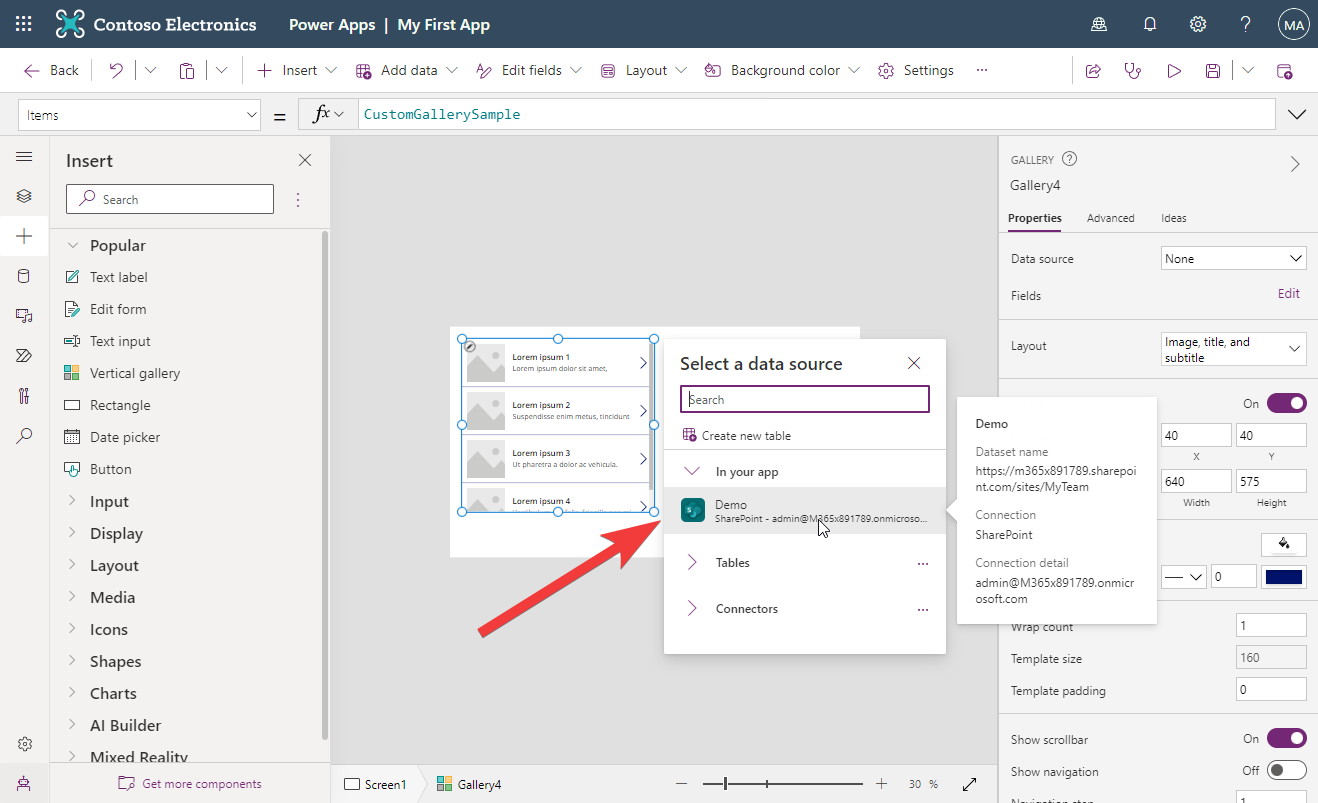 Contoso Electronics
Power Apps | My First App
? MA
Back
Insert
Add data
Edit fields
Layout
Background color
Settings
...
Items
=
fx
CustomGallerySample
Insert
Search
Popular
Text label
Edit form
Text input
Vertical gallery
Rectangle
Date picker
Button
Input
Display
Layout
Media
Icons
Shapes
Charts
AI Builder
Mixed Reality
Get more components
Lorem ipsum 1
Lorem ipsum dolor sit amet,
Lorem ipsum 2
Suspendisse enim metus, tincidunt
Lorem ipsum 3
Ut pharetra a dolor ac vehicula.
Lorem ipsum 4
Select a data source
Search
Create new table
In your app
Demo
SharePoint - admin@M365x891789.onmicroso...
Tables
...
Connectors
...
Demo
Dataset name
https://m365x891789.sharepoi
nt.com/sites/MyTeam
Connection
SharePoint
Connection detail
admin@M365x891789.onmicr
osoft.com
GALLERY ?
Gallery4
Properties
Advanced
Ideas
Data source
None
Fields
Edit
Layout
Image, title, and
subtitle
On
40
40
X
Y
640
575
Width
Height
0
Wrap count
1
Template size
160
Template padding
0
Show scrollbar
On
Show navigation
Off
Navigation step
1
Screen1
Gallery4
30 %